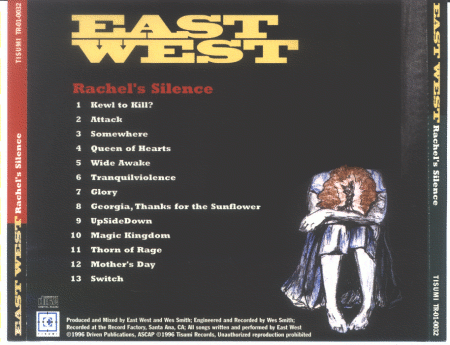 EAST
WEST
Rachel's Silence
1 Kewl to Kill?
2 Attack
3 Somewhere
4 Queen of Hearts
5 Wide Awake
6 Tranquilviolence
7 Glory
8 Georgia, Thanks for the Sunflower
9 UpSideDown
10 Magic Kingdom
11 Thorn of Rage
12 Mother's Day
13 Switch
Produced and Mixed by East West and Wes Smith; Engineered and Recorded by Wes Smith;
Recorded at the Record Factory, Santa Ana, CA; All songs written and performed by East West
©1996 Driven Publications, ASCAP ©1996 Tisumi Records, Unauthorized reproduction prohibited
EAST WEST Rachel's Silence TISUMI TR-01-0032
EAST WEST Rachel's Silence TISUMI TR-01-0032